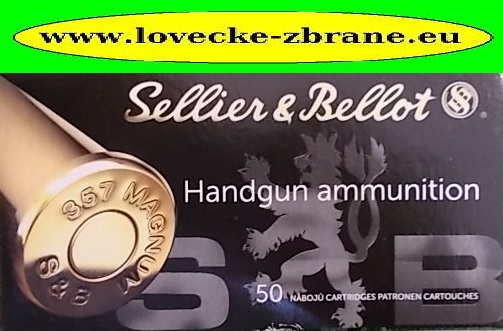 www.lovecke-zbrane.eu
Sellier & Bellot S&B
Handgun ammunition
357 MAGNUM
S & B
S B
50 NÁBOJŮ CARTRIDGES PATRONEN CARTOUCHES